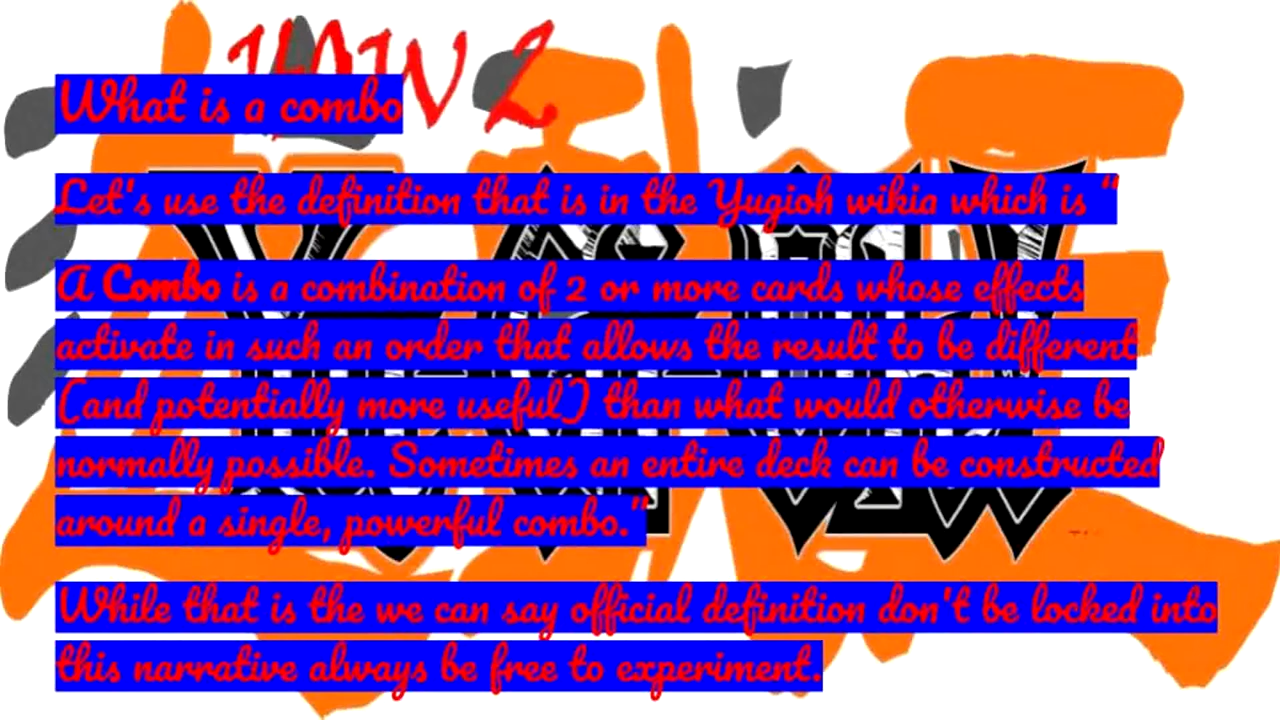 HOW 2
What is a combo
Let's use the definition that is in the Yugioh wikia which is “
A Combo is a combination of 2 or more cards whose effects
activate in such an order that allows the result to be different
(and potentially more useful) than what would otherwise be
normally possible. Sometimes an entire deck can be constructed
around a single, powerful combo.”
While that is the we can say official definition don't be locked into
this narrative always be free to experiment.